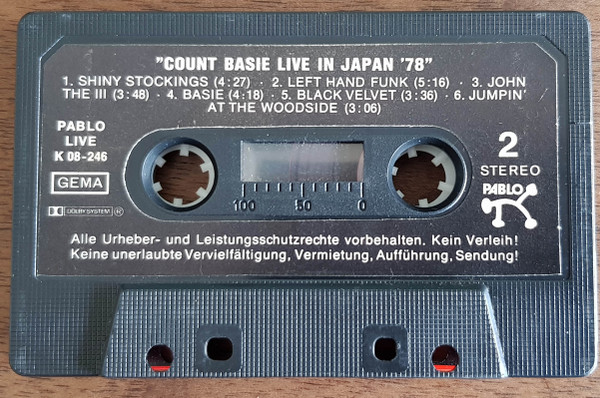 "COUNT BASIE LIVE IN JAPAN '78"
1. SHINY STOCKINGS (4:27) · 2. LEFT HAND FUNK (5:16) · 3. JOHN
THE III (3:48) · 4. BASIE (4:18) · 5. BLACK VELVET (3:36) · 6. JUMPIN'
AT THE WOODSIDE (3:06)
PABLO
LIVE
K 08-246
GEMA
DOLBY SYSTEM ®
100 50 0
2
STEREO
PABLO
Alle Urheber- und Leistungsschutzrechte vorbehalten. Kein Verleih!
Keine unerlaubte Vervielfältigung, Vermietung, Aufführung, Sendung!